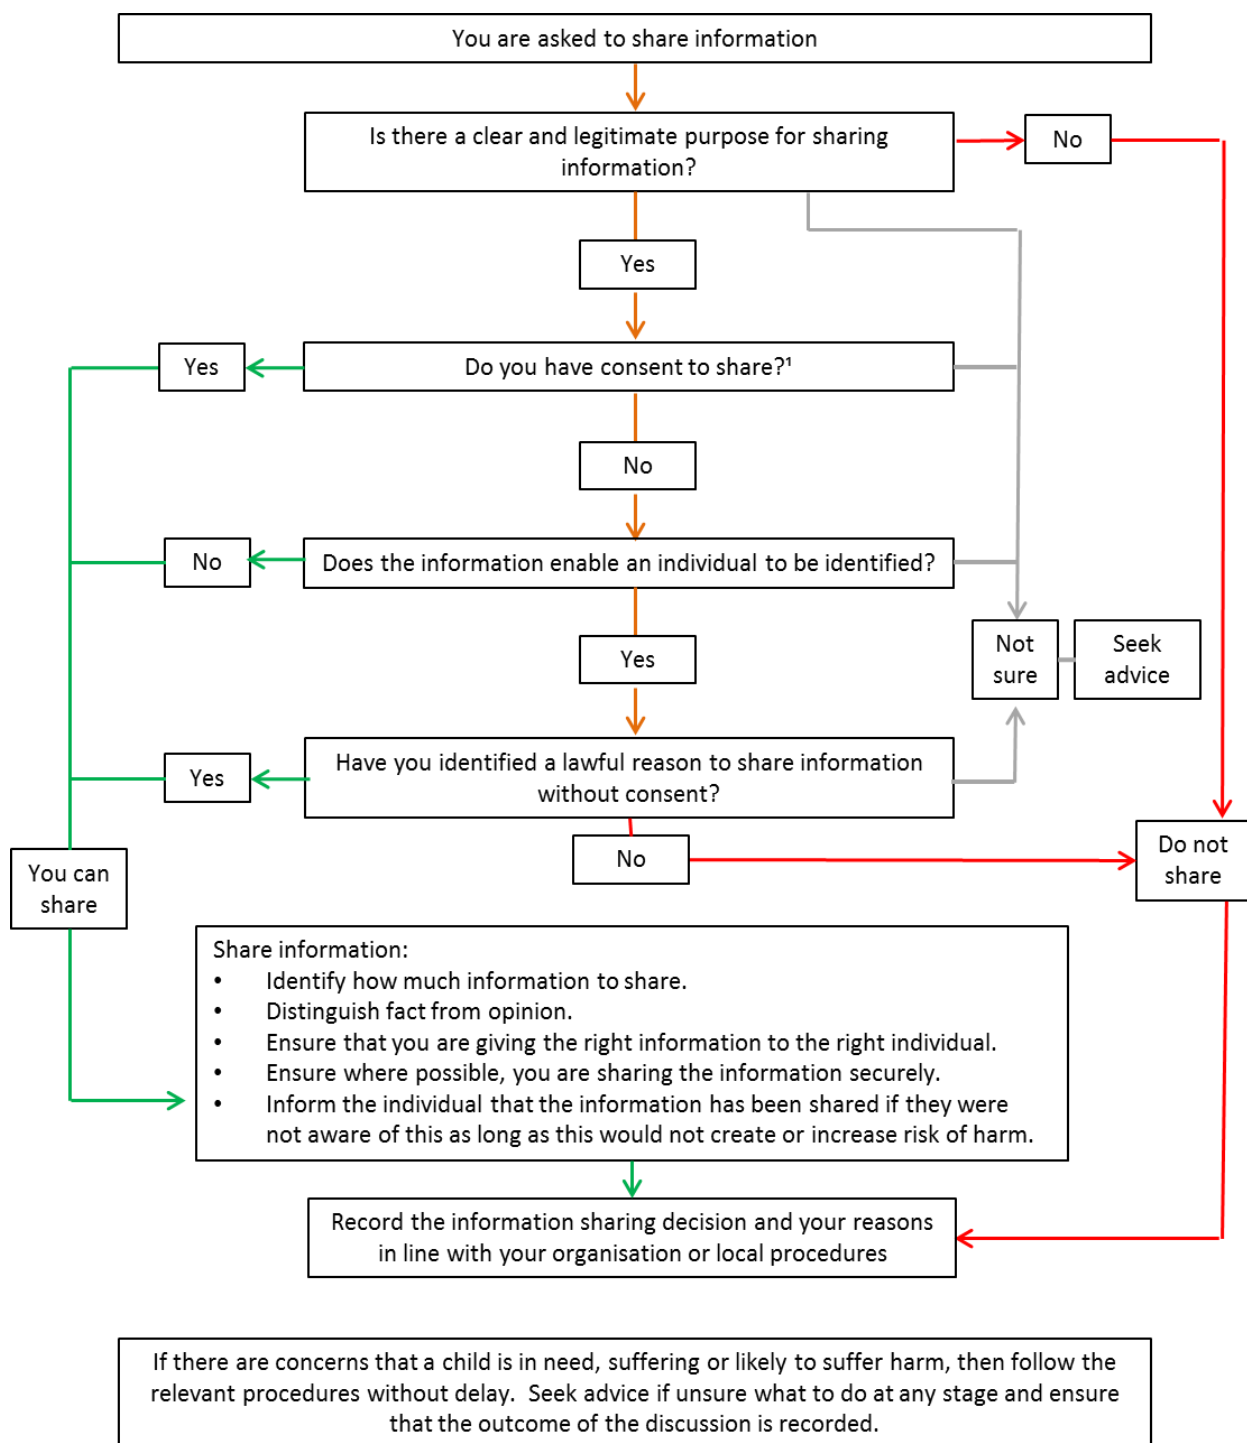 You are asked to share information
Is there a clear and legitimate purpose for sharing
information?
No
Yes
Yes
Do you have consent to share?¹
No
No
Does the information enable an individual to be identified?
Yes
Not
sure
Seek
advice
Yes
Have you identified a lawful reason to share information
without consent?
No
Do not
share
You can
share
Share information:
• Identify how much information to share.
• Distinguish fact from opinion.
• Ensure that you are giving the right information to the right individual.
• Ensure where possible, you are sharing the information securely.
• Inform the individual that the information has been shared if they were
not aware of this as long as this would not create or increase risk of harm.
Record the information sharing decision and your reasons
in line with your organisation or local procedures
If there are concerns that a child is in need, suffering or likely to suffer harm, then follow the
relevant procedures without delay.  Seek advice if unsure what to do at any stage and ensure
that the outcome of the discussion is recorded.